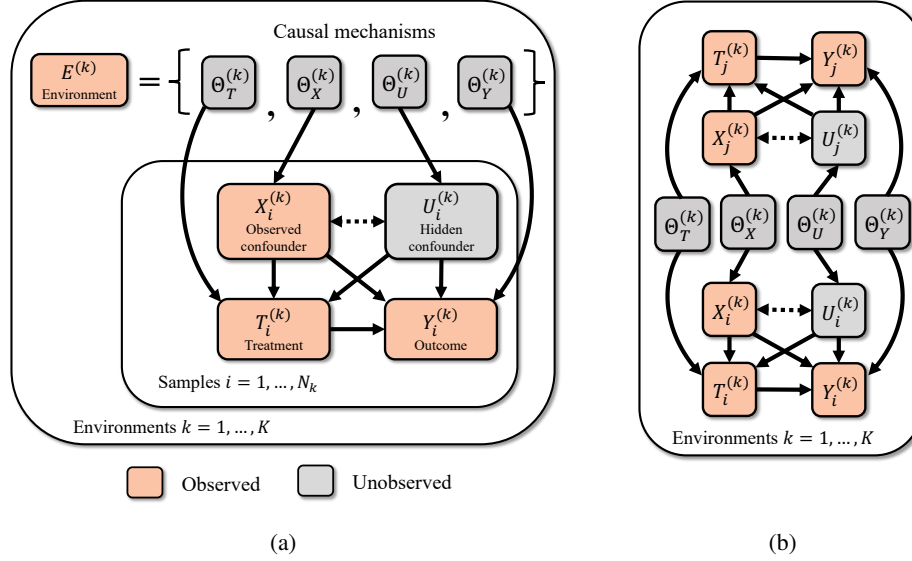 Causal mechanisms
E^{(k)}
Environment
= { Θ_T^{(k)} , Θ_X^{(k)} , Θ_U^{(k)} , Θ_Y^{(k)} }
X_i^{(k)}
Observed
confounder
U_i^{(k)}
Hidden
confounder
T_i^{(k)}
Treatment
Y_i^{(k)}
Outcome
Samples i = 1, ..., N_k
Environments k = 1, ..., K
Observed
Unobserved
(a)
T_j^{(k)} Y_j^{(k)}
X_j^{(k)} U_j^{(k)}
Θ_T^{(k)} Θ_X^{(k)} Θ_U^{(k)} Θ_Y^{(k)}
X_i^{(k)} U_i^{(k)}
T_i^{(k)} Y_i^{(k)}
Environments k = 1, ..., K
(b)